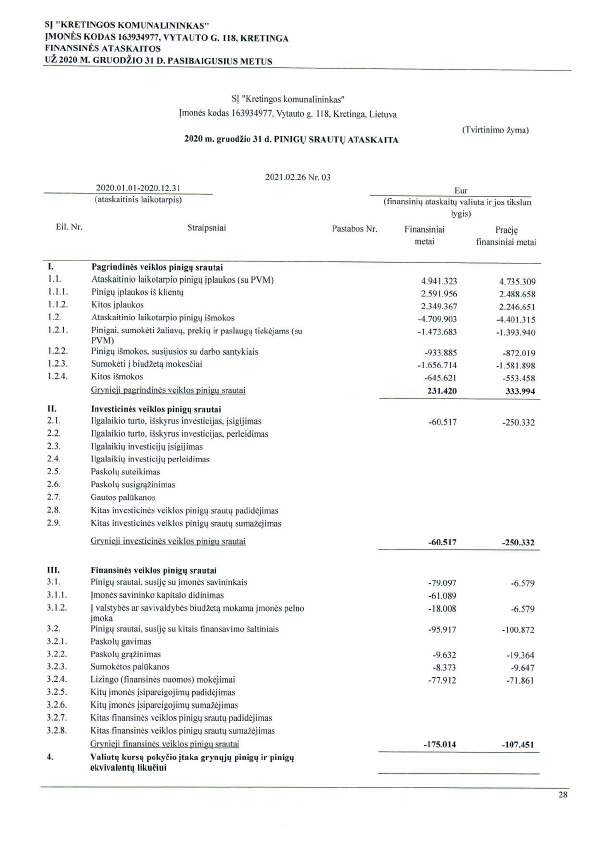 SĮ "KRETINGOS KOMUNALININKAS"
ĮMONĖS KODAS 163934977, VYTAUTO G. 118, KRETINGA
FINANSINĖS ATASKAITOS
UŽ 2020 M. GRUODŽIO 31 D. PASIBAIGUSIUS METUS
SĮ "Kretingos komunalininkas"
Įmonės kodas 163934977, Vytauto g. 118, Kretinga, Lietuva
(Tvirtinimo žyma)
2020 m. gruodžio 31 d. PINIGŲ SRAUTŲ ATASKAITA
2021.02.26 Nr. 03
2020.01.01-2020.12.31 Eur
(ataskaitinis laikotarpis) (finansinių ataskaitų valiuta ir jos tikslumo lygis)
Eil. Nr. Straipsniai Pastabos Nr. Finansiniai metai Praėję finansiniai metai
I. Pagrindinės veiklos pinigų srautai
1.1. Ataskaitinio laikotarpio pinigų įplaukos (su PVM) 4.941.323 4.735.309
1.1.1. Pinigų įplaukos iš klientų 2.591.956 2.488.658
1.1.2. Kitos įplaukos 2.349.367 2.246.651
1.2. Ataskaitinio laikotarpio pinigų išmokos -4.709.903 -4.401.315
1.2.1. Pinigai, sumokėti žaliavų, prekių ir paslaugų tiekėjams (su PVM) -1.473.683 -1.393.940
1.2.2. Pinigų išmokos, susijusios su darbo santykiais -933.885 -872.019
1.2.3. Sumokėti į biudžetą mokesčiai -1.656.714 -1.581.898
1.2.4. Kitos išmokos -645.621 -553.458
Grynieji pagrindinės veiklos pinigų srautai 231.420 333.994
II. Investicinės veiklos pinigų srautai
2.1. Ilgalaikio turto, išskyrus investicijas, įsigijimas -60.517 -250.332
2.2. Ilgalaikio turto, išskyrus investicijas, perleidimas
2.3. Ilgalaikių investicijų įsigijimas
2.4. Ilgalaikių investicijų perleidimas
2.5. Paskolų suteikimas
2.6. Paskolų susigrąžinimas
2.7. Gautos palūkanos
2.8. Kitas investicinės veiklos pinigų srautų padidėjimas
2.9. Kitas investicinės veiklos pinigų srautų sumažėjimas
Grynieji investicinės veiklos pinigų srautai -60.517 -250.332
III. Finansinės veiklos pinigų srautai
3.1. Pinigų srautai, susiję su įmonės savininkais -79.097 -6.579
3.1.1. Įmonės savininko kapitalo didinimas -61.089
3.1.2. Į valstybės ar savivaldybės biudžetą mokama įmonės pelno įmoka -18.008 -6.579
3.2. Pinigų srautai, susiję su kitais finansavimo šaltiniais -95.917 -100.872
3.2.1. Paskolų gavimas
3.2.2. Paskolų grąžinimas -9.632 -19.364
3.2.3. Sumokėtos palūkanos -8.373 -9.647
3.2.4. Lizingo (finansinės nuomos) mokėjimai -77.912 -71.861
3.2.5. Kitų įmonės įsipareigojimų padidėjimas
3.2.6. Kitų įmonės įsipareigojimų sumažėjimas
3.2.7. Kitas finansinės veiklos pinigų srautų padidėjimas
3.2.8. Kitas finansinės veiklos pinigų srautų sumažėjimas
Grynieji finansinės veiklos pinigų srautai -175.014 -107.451
4. Valiutų kursų pokyčio įtaka grynųjų pinigų ir pinigų ekvivalentų likučiui
28